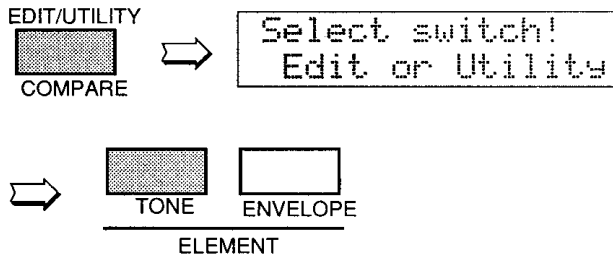 EDIT/UTILITY
COMPARE
Select switch!
Edit or Utility
TONE
ENVELOPE
ELEMENT